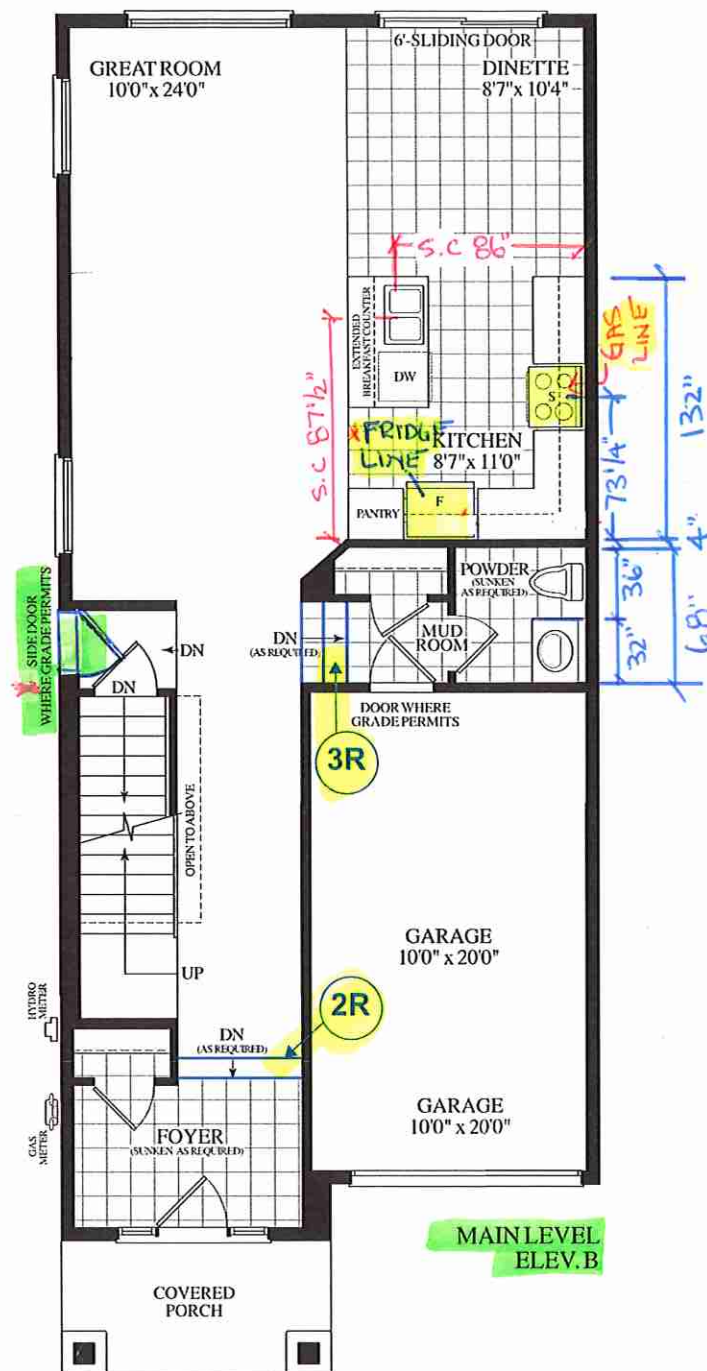 6'-SLIDING DOOR
GREAT ROOM
10'0" x 24'0"
DINETTE
8'7" x 10'4"
S.C 86"
EXTENDED
BREAKFAST COUNTER
DW
S
GAS
LINE
132"
S.C 87 1/2"
FRIDGE
LINE
KITCHEN
8'7" x 11'0"
73 1/4"
PANTRY
F
4"
POWDER
(SUNKEN
AS REQUIRED)
36"
SIDE DOOR
WHERE GRADE PERMITS
DN
DN
(AS REQUIRED)
MUD
ROOM
32"
68"
DN
DOOR WHERE
GRADE PERMITS
3R
OPEN TO ABOVE
GARAGE
10'0" x 20'0"
UP
2R
HYDRO
METER
DN
(AS REQUIRED)
GAS
METER
FOYER
(SUNKEN AS REQUIRED)
GARAGE
10'0" x 20'0"
MAIN LEVEL
ELEV. B
COVERED
PORCH